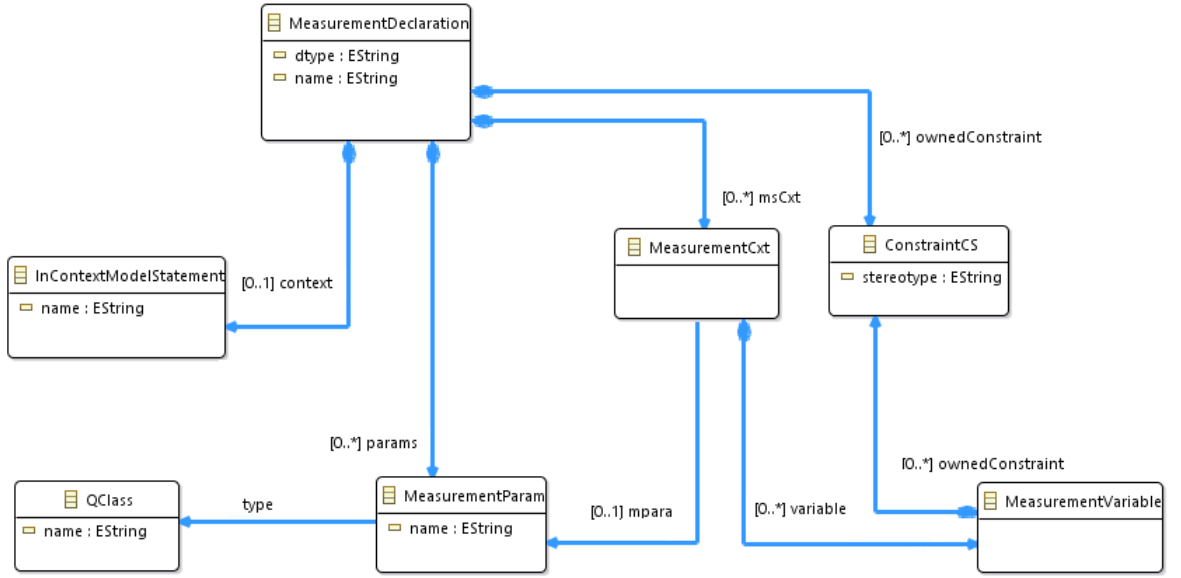 MeasurementDeclaration
dtype : EString
name : EString
[0..*] ownedConstraint
[0..*] msCxt
ConstraintCS
MeasurementCxt
InContextModelStatement
[0..1] context
stereotype : EString
name : EString
[0..*] params
[0..*] ownedConstraint
QClass
type
MeasurementParam
MeasurementVariable
[0..1] mpara
[0..*] variable
name : EString
name : EString